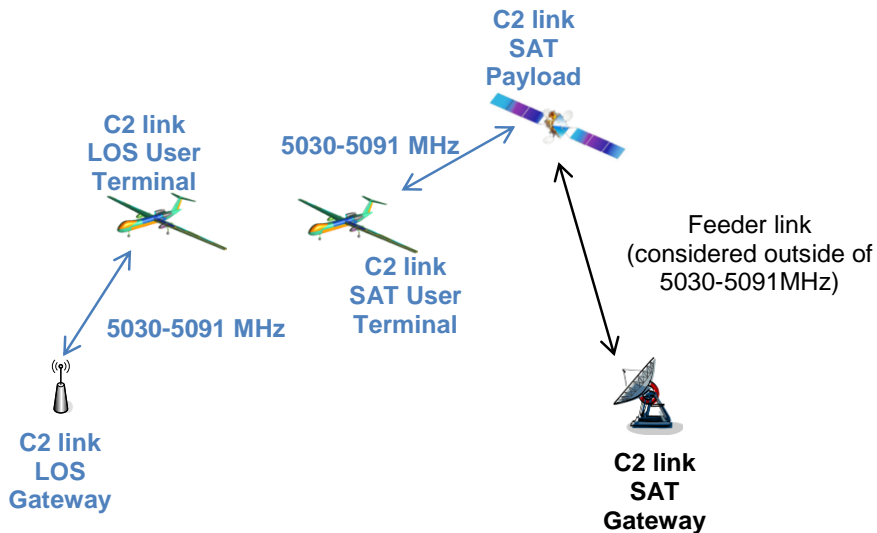 C2 link
SAT
Payload
C2 link
LOS User
Terminal
5030-5091 MHz
Feeder link
(considered outside of
5030-5091MHz)
C2 link
SAT User
Terminal
5030-5091 MHz
C2 link
LOS
Gateway
C2 link
SAT
Gateway